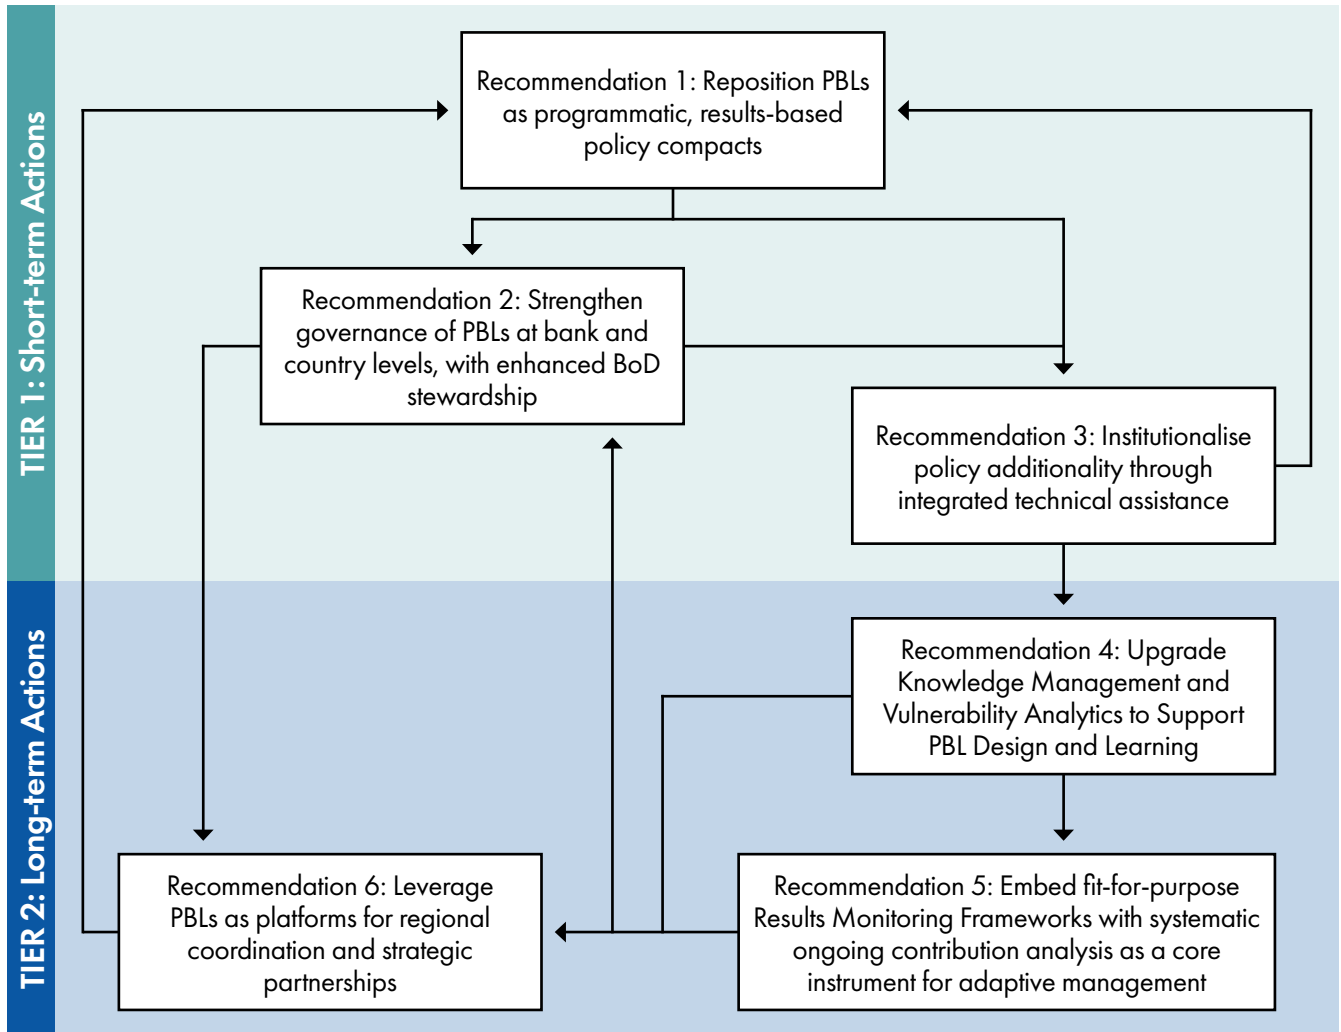 TIER 1: Short-term Actions
Recommendation 1: Reposition PBLs
as programmatic, results-based
policy compacts
Recommendation 2: Strengthen
governance of PBLs at bank and
country levels, with enhanced BoD
stewardship
Recommendation 3: Institutionalise
policy additionality through
integrated technical assistance
TIER 2: Long-term Actions
Recommendation 4: Upgrade
Knowledge Management and
Vulnerability Analytics to Support
PBL Design and Learning
Recommendation 6: Leverage
PBLs as platforms for regional
coordination and strategic
partnerships
Recommendation 5: Embed fit-for-purpose
Results Monitoring Frameworks with systematic
ongoing contribution analysis as a core
instrument for adaptive management